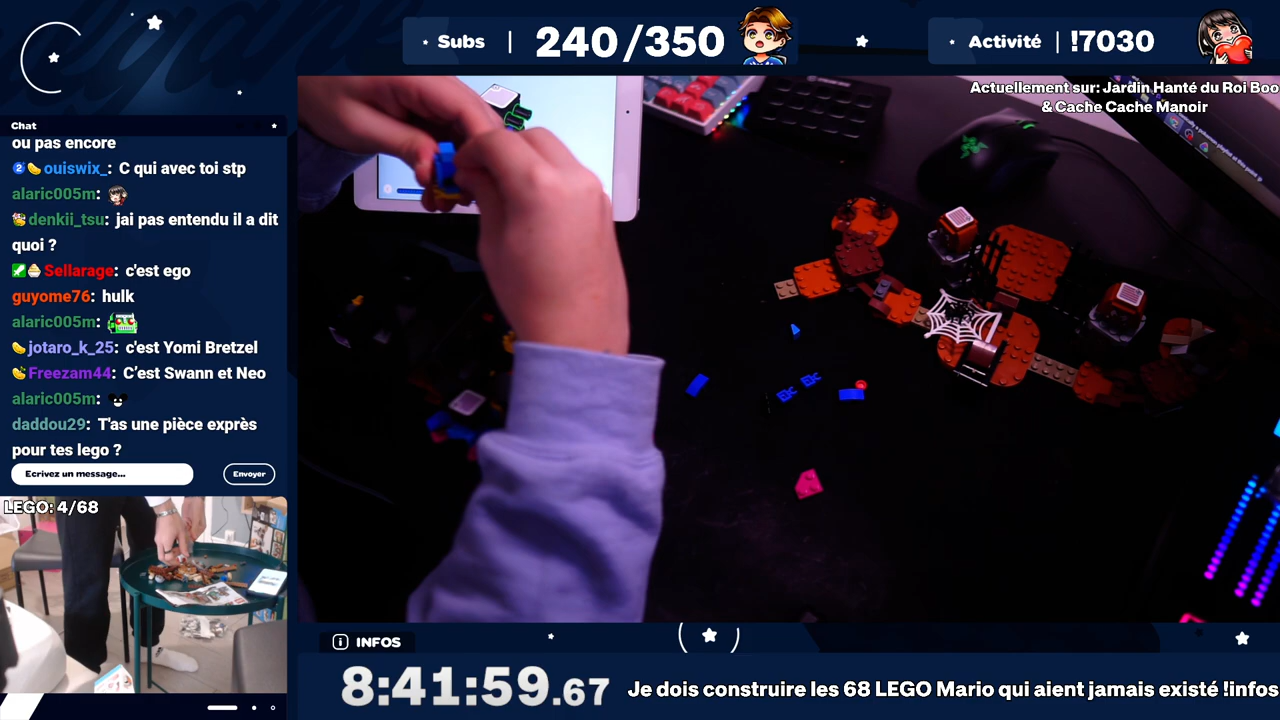 Subs | 240/350
Activité | !7030
Actuellement sur: Jardin Hanté du Roi Boo
& Cache Cache Manoir
Chat
ou pas encore
2 ouiswix_: C qui avec toi stp
alaric005m:
denkii_tsu: jai pas entendu il a dit
quoi ?
Sellarage: c'est ego
guyome76: hulk
alaric005m:
jotaro_k_25: c'est Yomi Bretzel
Freezam44: C'est Swann et Neo
alaric005m:
daddou29: T'as une pièce exprès
pour tes lego ?
Ecrivez un message...
Envoyer
LEGO: 4/68
INFOS
8:41:59.67
Je dois construire les 68 LEGO Mario qui aient jamais existé !infos